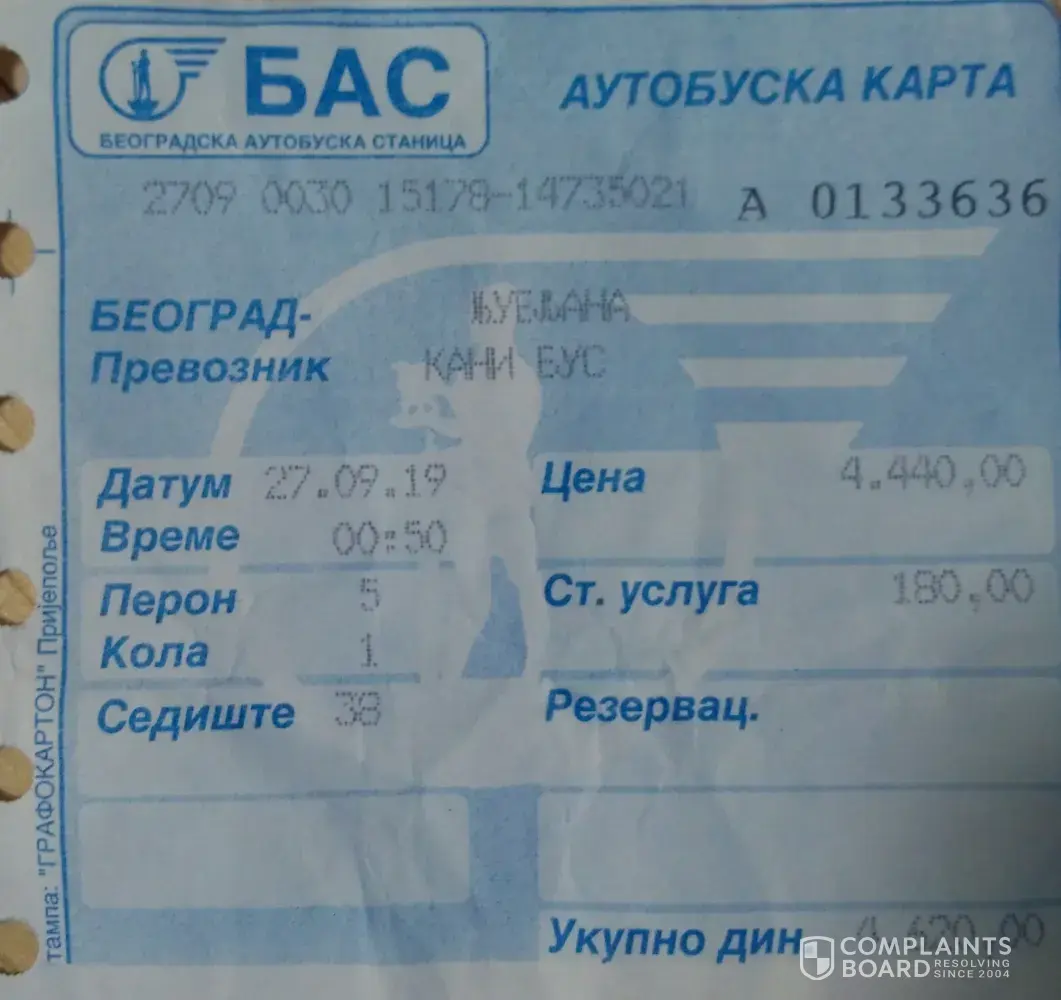 БАС
БЕОГРАДСКА АУТОБУСКА СТАНИЦА
АУТОБУСКА КАРТА
2709 0030 15178-14735021 А 0133636
БЕОГРАД- ЉУБЉАНА
Превозник КАНИ БУС
Датум 27.09.19 Цена 4.440,00
Време 00:50
Перон 5 Ст. услуга 180,00
Кола 1
Седиште 38 Резервац.
Укупно дин. 4.620,00
тампа: "ГРАФОКАРТОН" Пријепоље
COMPLAINTS
BOARD RESOLVING
SINCE 2004